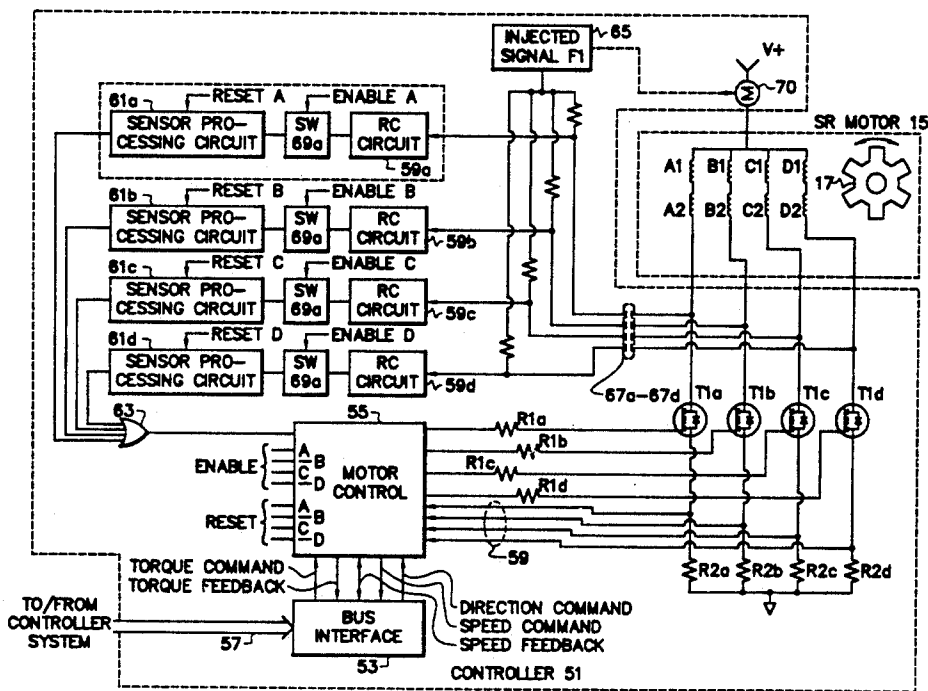 INJECTED
SIGNAL F1
65
V+
70
SR MOTOR 15
61a
RESET A
ENABLE A
SENSOR PRO-
CESSING CIRCUIT
SW
69a
RC
CIRCUIT
59a
61b
RESET B
ENABLE B
SENSOR PRO-
CESSING CIRCUIT
SW
69a
RC
CIRCUIT
59b
61c
RESET C
ENABLE C
SENSOR PRO-
CESSING CIRCUIT
SW
69a
RC
CIRCUIT
59c
61d
RESET D
ENABLE D
SENSOR PRO-
CESSING CIRCUIT
SW
69a
RC
CIRCUIT
59d
A1 B1 C1 D1
17
A2 B2 C2 D2
67a-67d
T1a T1b T1c T1d
63
55
R1a
R1b
R1c
R1d
ENABLE
A
B
C
D
RESET
A
B
C
D
MOTOR
CONTROL
59
R2a R2b R2c R2d
TORQUE COMMAND
TORQUE FEEDBACK
DIRECTION COMMAND
SPEED COMMAND
SPEED FEEDBACK
TO/FROM
CONTROLLER
SYSTEM
57
BUS
INTERFACE
53
CONTROLLER 51